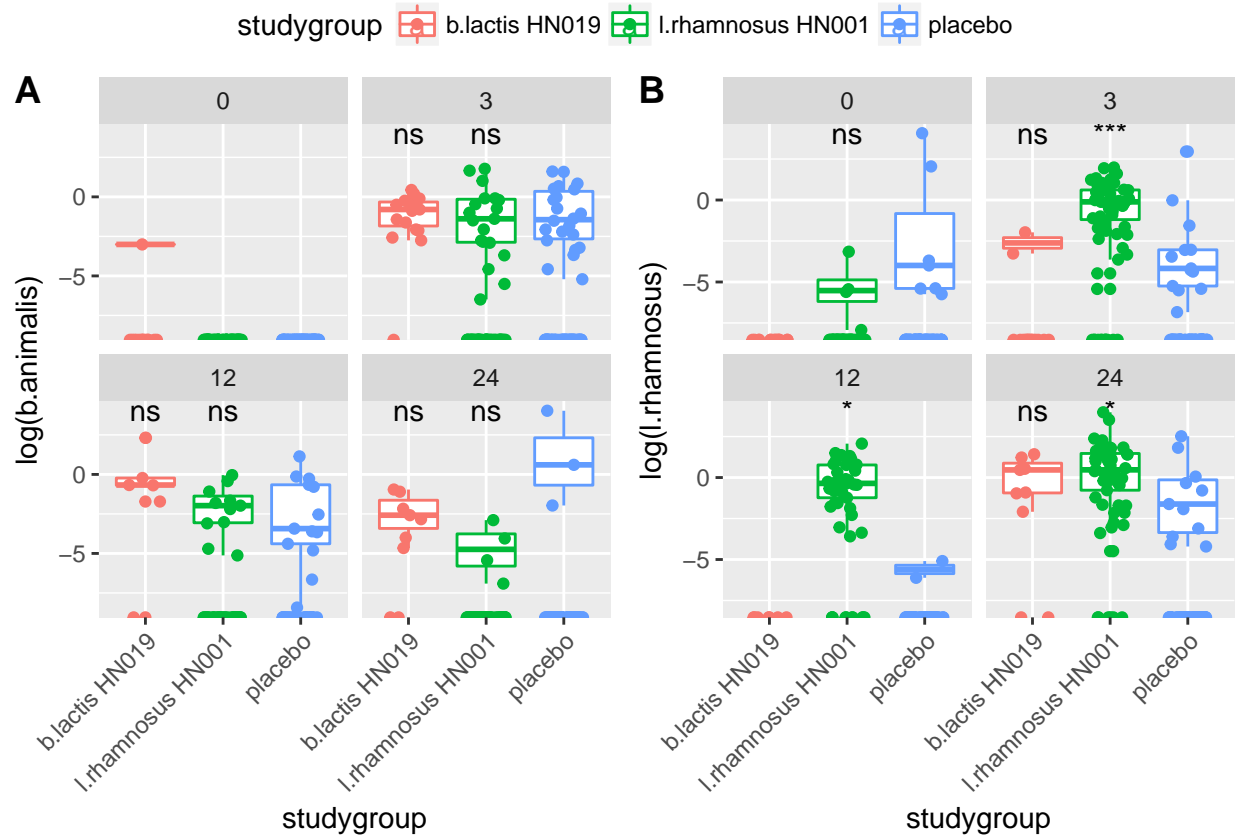 studygroup b.lactis HN019 l.rhamnosus HN001 placebo
A
0 3
ns ns
0
−5
12 24
ns ns ns ns
0
−5
log(b.animalis)
b.lactis HN019 l.rhamnosus HN001 placebo b.lactis HN019 l.rhamnosus HN001 placebo
studygroup
B
0 3
ns ns ***
0
−5
12 24
* ns *
0
−5
log(l.rhamnosus)
b.lactis HN019 l.rhamnosus HN001 placebo b.lactis HN019 l.rhamnosus HN001 placebo
studygroup